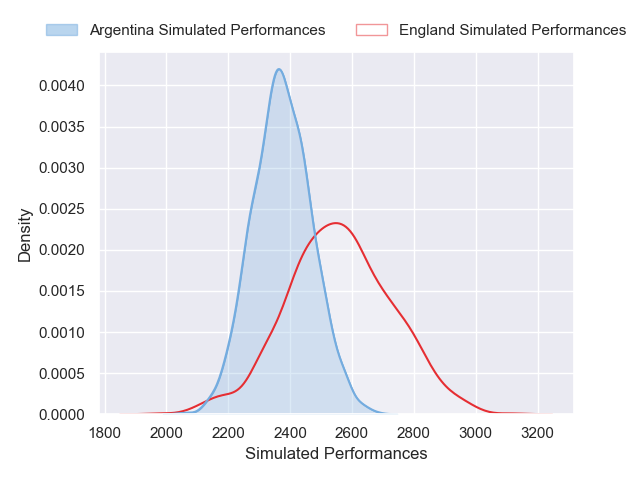 Argentina Simulated Performances England Simulated Performances
0.0040
0.0035
0.0030
0.0025
0.0020
0.0015
0.0010
0.0005
0.0000
Density
1800 2000 2200 2400 2600 2800 3000 3200
Simulated Performances